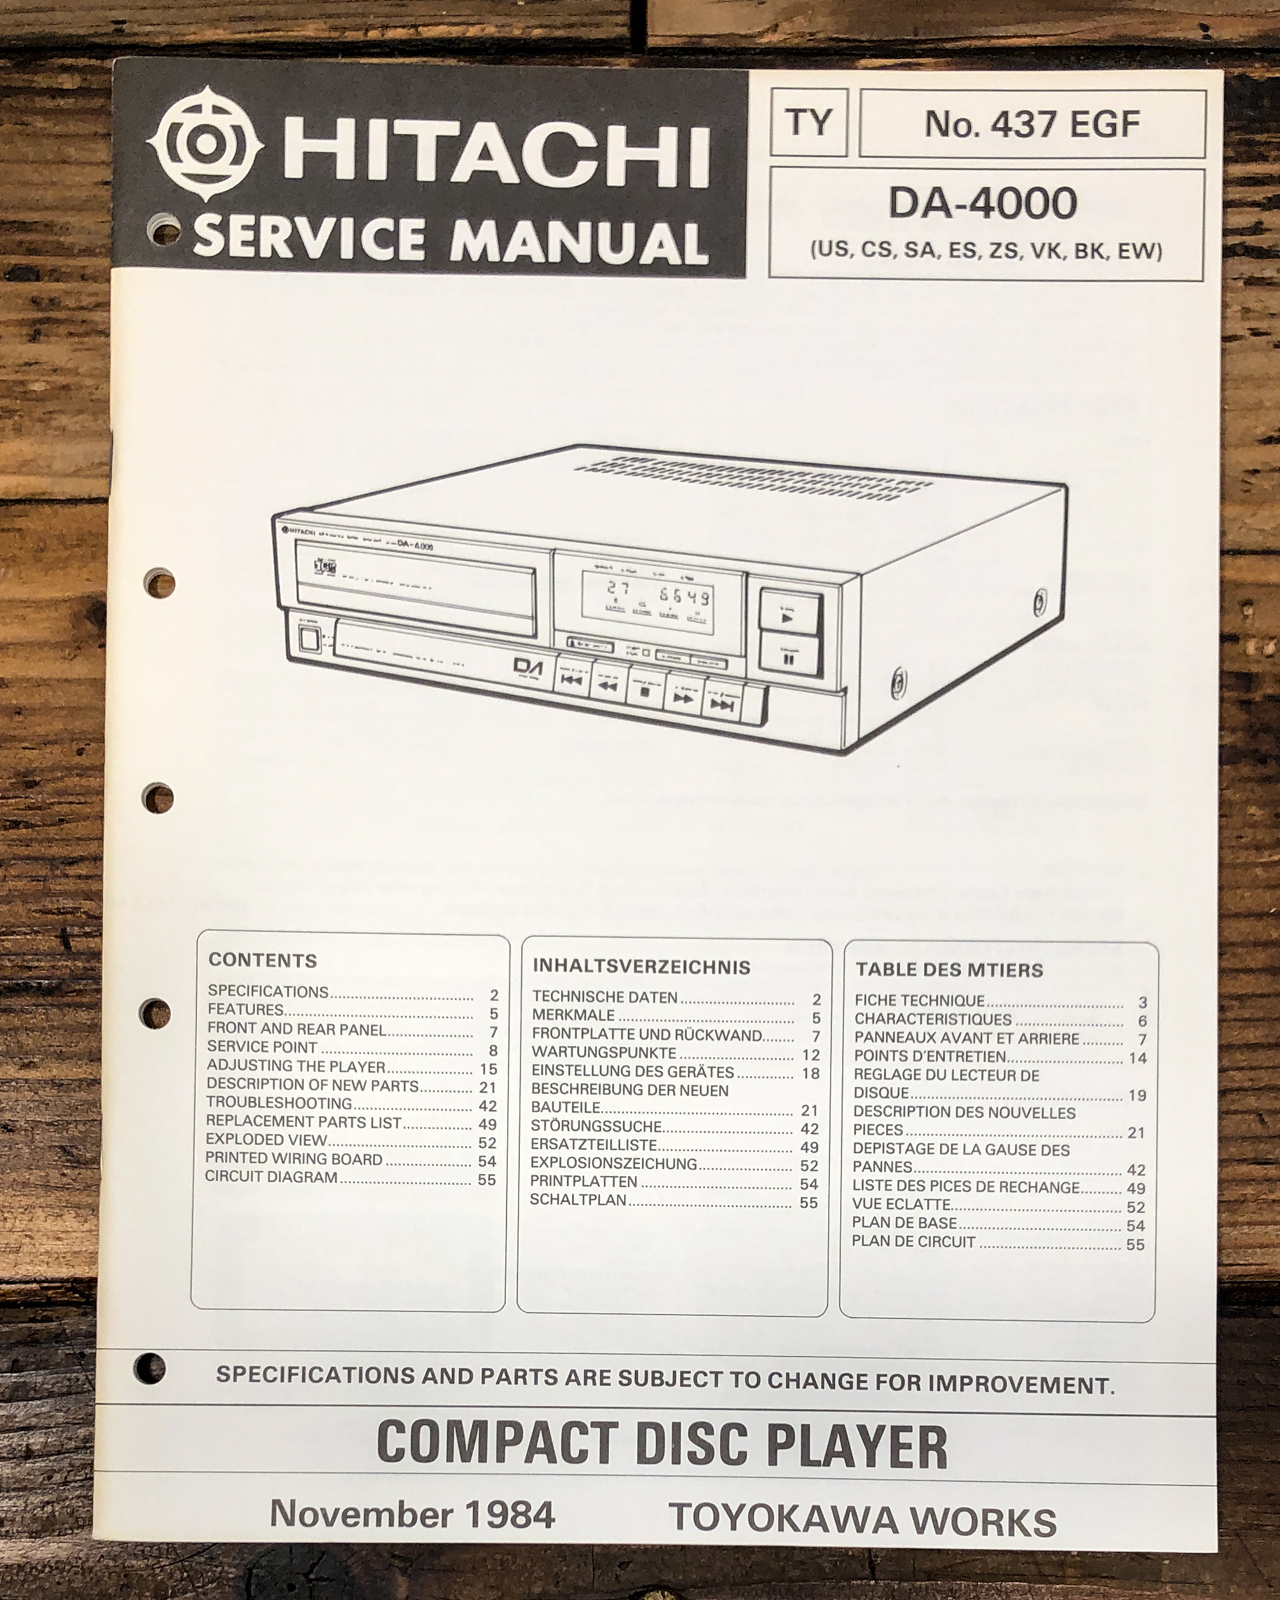 HITACHI
SERVICE MANUAL
TY
No. 437 EGF
DA-4000
(US, CS, SA, ES, ZS, VK, BK, EW)
HITACHI DA-4000
27 6649
DA
CONTENTS
SPECIFICATIONS 2
FEATURES 5
FRONT AND REAR PANEL 7
SERVICE POINT 8
ADJUSTING THE PLAYER 15
DESCRIPTION OF NEW PARTS 21
TROUBLESHOOTING 42
REPLACEMENT PARTS LIST 49
EXPLODED VIEW 52
PRINTED WIRING BOARD 54
CIRCUIT DIAGRAM 55
INHALTSVERZEICHNIS
TECHNISCHE DATEN 2
MERKMALE 5
FRONTPLATTE UND RÜCKWAND 7
WARTUNGSPUNKTE 12
EINSTELLUNG DES GERÄTES 18
BESCHREIBUNG DER NEUEN
BAUTEILE 21
STÖRUNGSSUCHE 42
ERSATZTEILLISTE 49
EXPLOSIONSZEICHUNG 52
PRINTPLATTEN 54
SCHALTPLAN 55
TABLE DES MTIERS
FICHE TECHNIQUE 3
CHARACTERISTIQUES 6
PANNEAUX AVANT ET ARRIERE 7
POINTS D'ENTRETIEN 14
REGLAGE DU LECTEUR DE
DISQUE 19
DESCRIPTION DES NOUVELLES
PIECES 21
DEPISTAGE DE LA GAUSE DES
PANNES 42
LISTE DES PICES DE RECHANGE 49
VUE ECLATTE 52
PLAN DE BASE 54
PLAN DE CIRCUIT 55
SPECIFICATIONS AND PARTS ARE SUBJECT TO CHANGE FOR IMPROVEMENT.
COMPACT DISC PLAYER
November 1984 TOYOKAWA WORKS